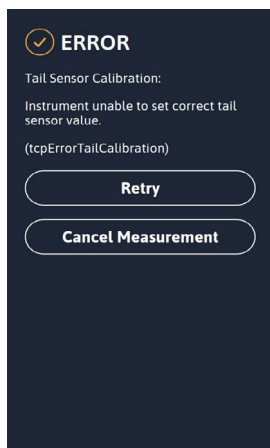 ERROR
Tail Sensor Calibration:
Instrument unable to set correct tail
sensor value.
(tcpErrorTailCalibration)
Retry
Cancel Measurement